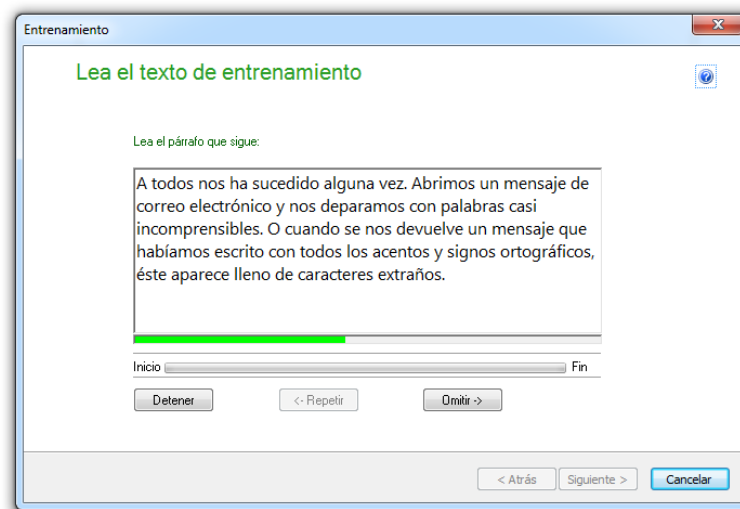 Entrenamiento
Lea el texto de entrenamiento
Lea el párrafo que sigue:
A todos nos ha sucedido alguna vez. Abrimos un mensaje de
correo electrónico y nos deparamos con palabras casi
incomprensibles. O cuando se nos devuelve un mensaje que
habíamos escrito con todos los acentos y signos ortográficos,
éste aparece lleno de caracteres extraños.
Inicio Fin
Detener <- Repetir Omitir ->
< Atrás Siguiente > Cancelar